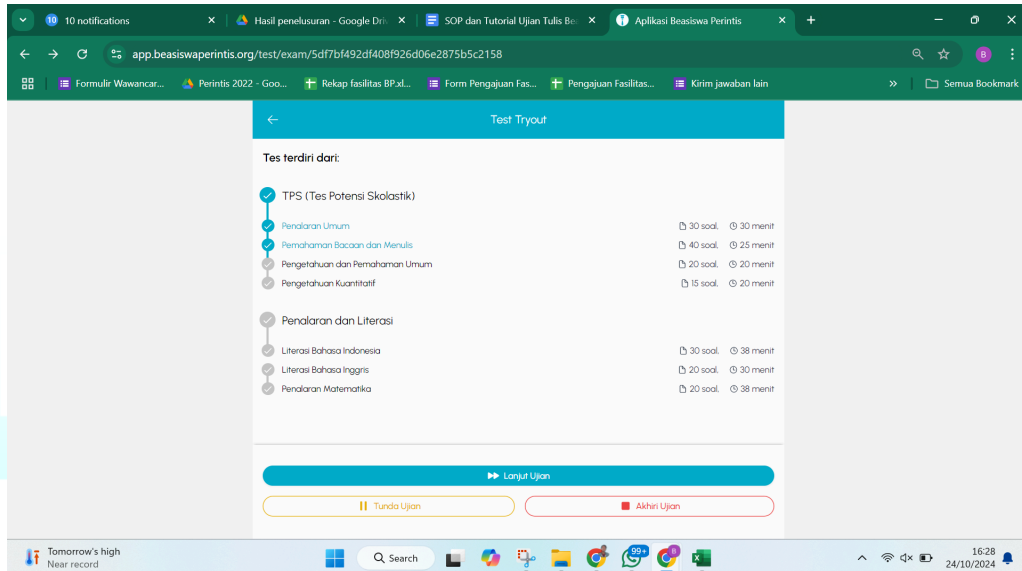 10 notifications
Hasil penelusuran - Google Driv
SOP dan Tutorial Ujian Tulis Bea
Aplikasi Beasiswa Perintis
app.beasiswaperintis.org/test/exam/5df7bf492df408f926d06e2875b5c2158
B
Formulir Wawancar...
Perintis 2022 - Goo...
Rekap fasilitas BP.xl...
Form Pengajuan Fas...
Pengajuan Fasilitas...
Kirim jawaban lain
Semua Bookmark
Test Tryout
Tes terdiri dari:
TPS (Tes Potensi Skolastik)
Penalaran Umum 30 soal, 30 menit
Pemahaman Bacaan dan Menulis 40 soal, 25 menit
Pengetahuan dan Pemahaman Umum 20 soal, 20 menit
Pengetahuan Kuantitatif 15 soal, 20 menit
Penalaran dan Literasi
Literasi Bahasa Indonesia 30 soal, 38 menit
Literasi Bahasa Inggris 20 soal, 30 menit
Penalaran Matematika 20 soal, 38 menit
Lanjut Ujian
Tunda Ujian
Akhiri Ujian
Tomorrow's high
Near record
Search
99+
16:28
24/10/2024